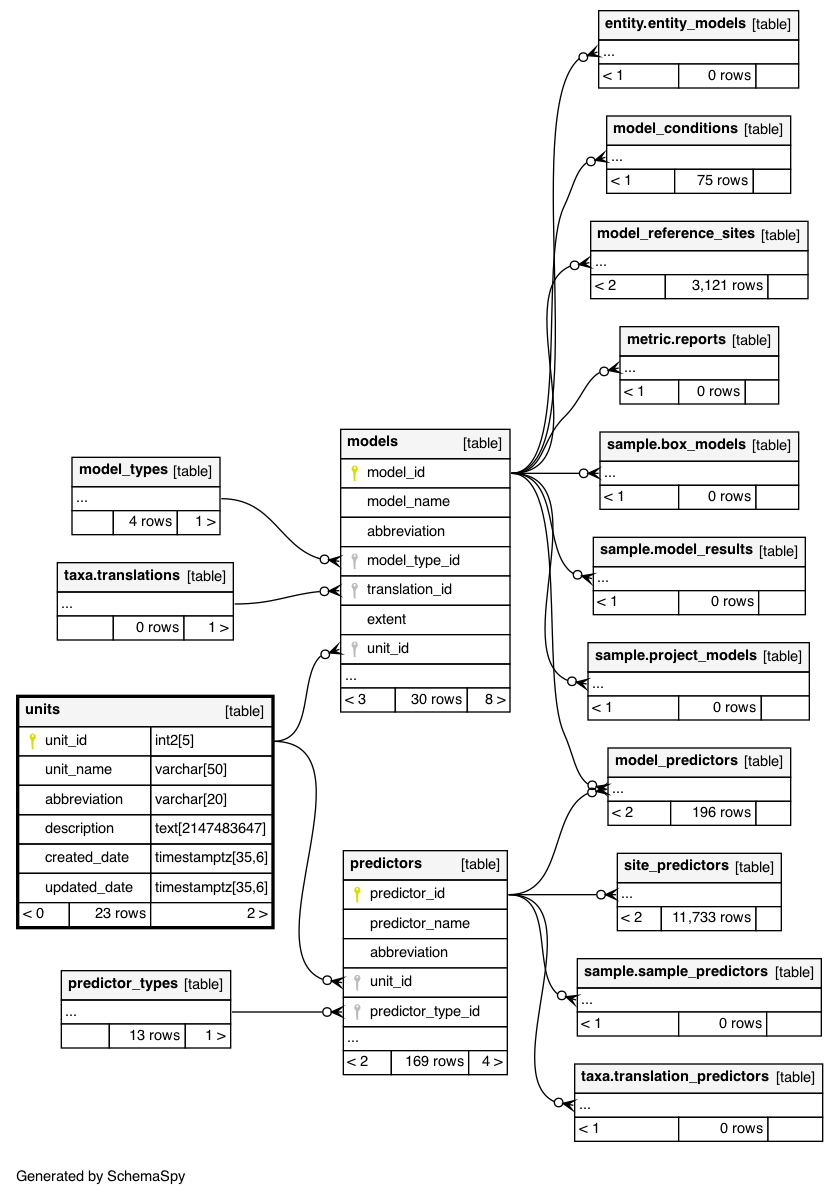 entity.entity_models [table]
...
< 1 0 rows
model_conditions [table]
...
< 1 75 rows
model_reference_sites [table]
...
< 2 3,121 rows
metric.reports [table]
...
< 1 0 rows
sample.box_models [table]
...
< 1 0 rows
sample.model_results [table]
...
< 1 0 rows
sample.project_models [table]
...
< 1 0 rows
model_predictors [table]
...
< 2 196 rows
site_predictors [table]
...
< 2 11,733 rows
sample.sample_predictors [table]
...
< 1 0 rows
taxa.translation_predictors [table]
...
< 1 0 rows
models [table]
model_id
model_name
abbreviation
model_type_id
translation_id
extent
unit_id
...
< 3 30 rows 8 >
predictors [table]
predictor_id
predictor_name
abbreviation
unit_id
predictor_type_id
...
< 2 169 rows 4 >
model_types [table]
...
4 rows 1 >
taxa.translations [table]
...
0 rows 1 >
units [table]
unit_id int2[5]
unit_name varchar[50]
abbreviation varchar[20]
description text[2147483647]
created_date timestamptz[35,6]
updated_date timestamptz[35,6]
< 0 23 rows 2 >
predictor_types [table]
...
13 rows 1 >
Generated by SchemaSpy